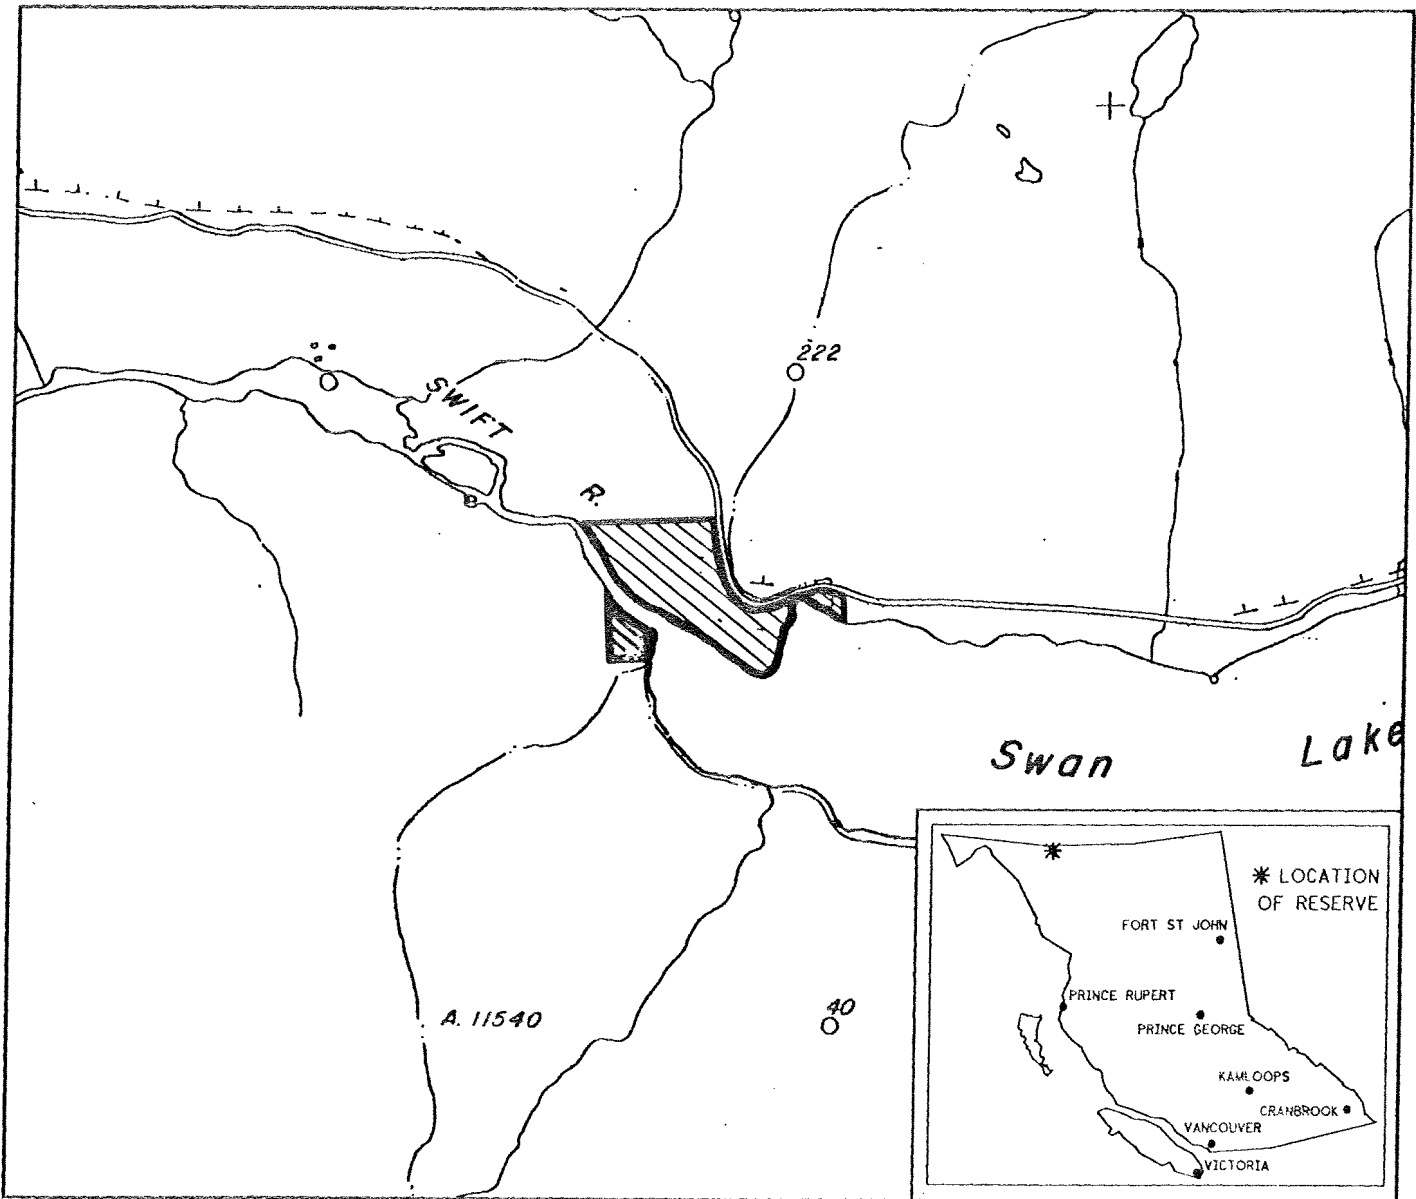 222
SWIFT
R.
Swan Lake
A. 11540
40
✳ LOCATION
OF RESERVE
FORT ST JOHN
PRINCE RUPERT
PRINCE GEORGE
KAMLOOPS
CRANBROOK
VANCOUVER
VICTORIA